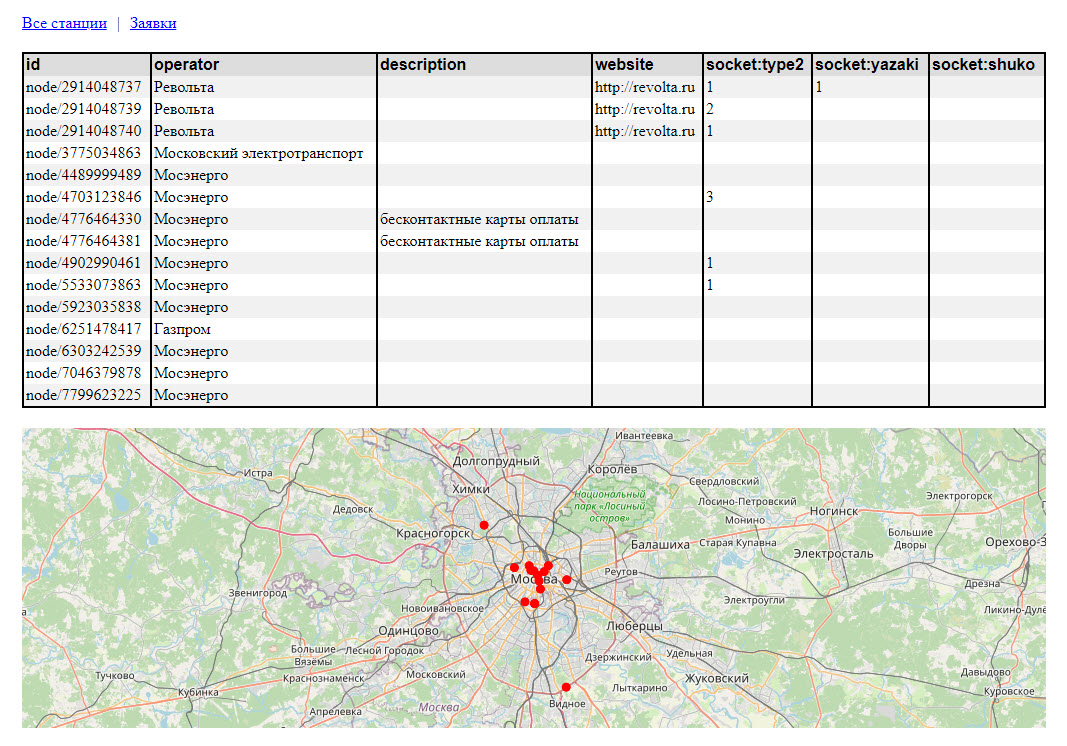 Все станции | Заявки
id operator description website socket:type2 socket:yazaki socket:shuko
node/2914048737 Револьта http://revolta.ru 1 1
node/2914048739 Револьта http://revolta.ru 2
node/2914048740 Револьта http://revolta.ru 1
node/3775034863 Московский электротранспорт
node/4489999489 Мосэнерго
node/4703123846 Мосэнерго 3
node/4776464330 Мосэнерго бесконтактные карты оплаты
node/4776464381 Мосэнерго бесконтактные карты оплаты
node/4902990461 Мосэнерго 1
node/5533073863 Мосэнерго 1
node/5923035838 Мосэнерго
node/6251478417 Газпром
node/6303242539 Мосэнерго
node/7046379878 Мосэнерго
node/7799623225 Мосэнерго
Ивантеевка
Долгопрудный
Королёв
Истра
Свердловский
Химки
Национальный
парк «Лосиный
остров»
Лосино-Петровский
Электрогорск
Дедовск
Ногинск
Монино
Красногорск
Большие
Дворы
Балашиха
Старая Купавна
Орехово-З
Электросталь
Москва
Реутов
Дрезна
Звенигород
Электроугли
Новоивановское
Ликино-Дуле
Одинцово
Люберцы
Большие
Вяземы
Лесной Городок
Дзержинский
Удельная
Тучково
Краснознаменск
Московский
Давыдово
Жуковский
Кубинка
Лыткарино
Куровское
Апрелевка
Москва
Видное